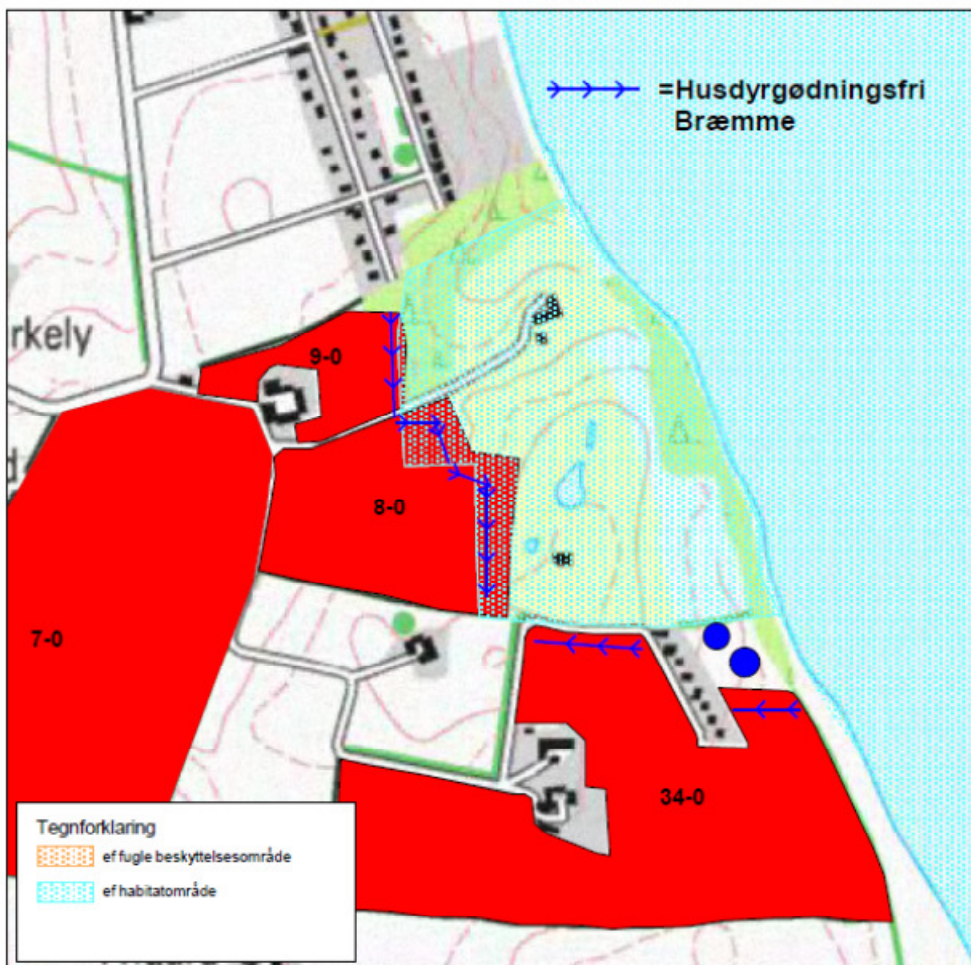 =Husdyrgødningsfri
Bræmme
rkely
9-0
8-0
7-0
34-0
Tegnforklaring
ef fugle beskyttelsesområde
ef habitatområde